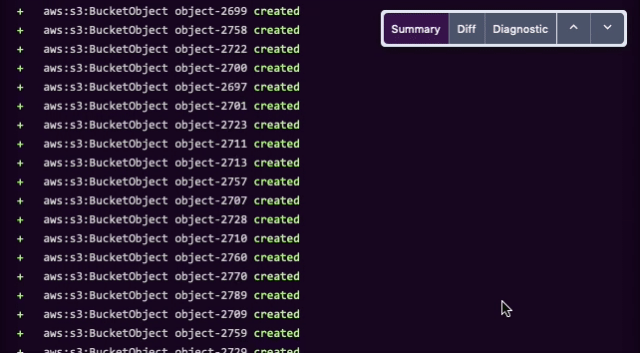 + aws:s3:BucketObject object-2699 created
Summary Diff Diagnostic
+ aws:s3:BucketObject object-2758 created
+ aws:s3:BucketObject object-2722 created
+ aws:s3:BucketObject object-2700 created
+ aws:s3:BucketObject object-2697 created
+ aws:s3:BucketObject object-2701 created
+ aws:s3:BucketObject object-2723 created
+ aws:s3:BucketObject object-2711 created
+ aws:s3:BucketObject object-2713 created
+ aws:s3:BucketObject object-2757 created
+ aws:s3:BucketObject object-2707 created
+ aws:s3:BucketObject object-2728 created
+ aws:s3:BucketObject object-2710 created
+ aws:s3:BucketObject object-2760 created
+ aws:s3:BucketObject object-2770 created
+ aws:s3:BucketObject object-2789 created
+ aws:s3:BucketObject object-2709 created
+ aws:s3:BucketObject object-2759 created
+ aws:s3:BucketObject created